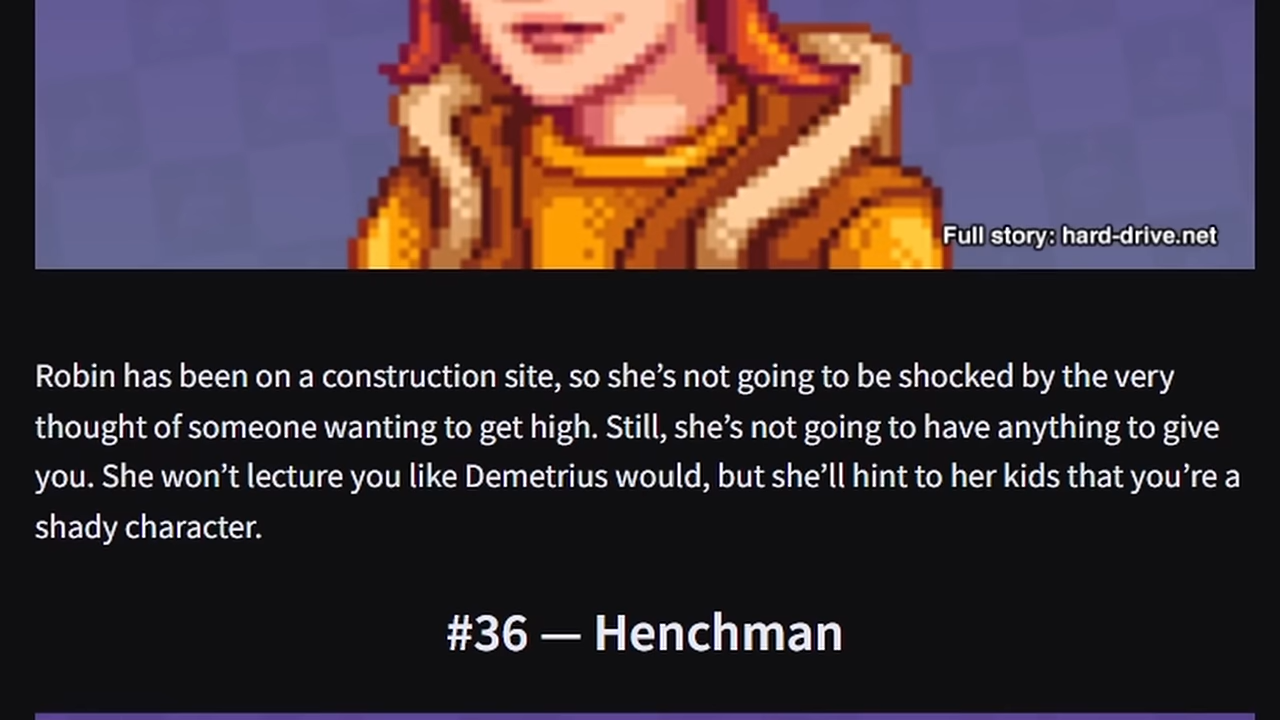 Full story: hard-drive.net
Robin has been on a construction site, so she’s not going to be shocked by the very
thought of someone wanting to get high. Still, she’s not going to have anything to give
you. She won’t lecture you like Demetrius would, but she’ll hint to her kids that you’re a
shady character.
#36 — Henchman